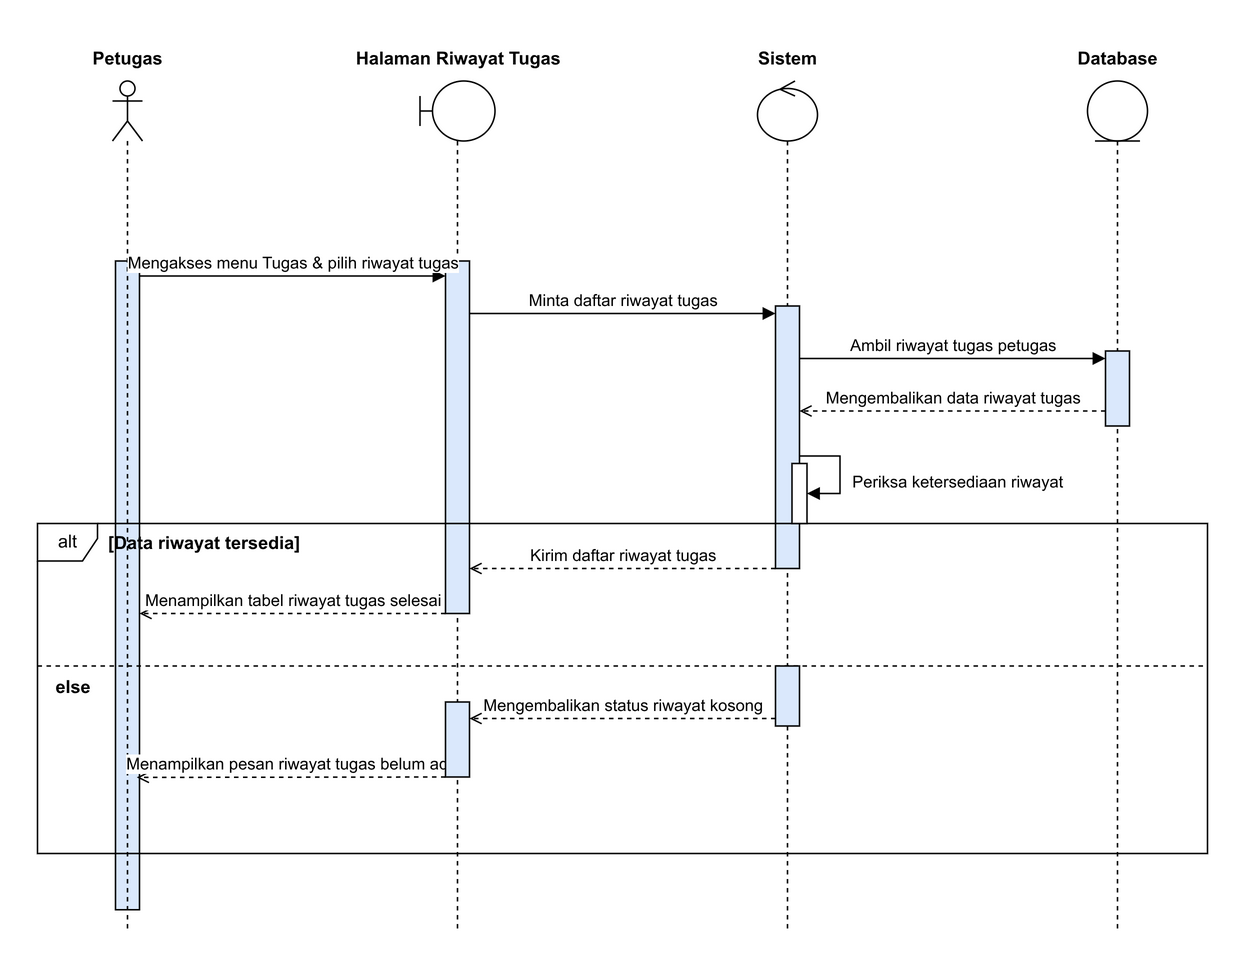 Petugas
Halaman Riwayat Tugas
Sistem
Database
Mengakses menu Tugas & pilih riwayat tugas
Minta daftar riwayat tugas
Ambil riwayat tugas petugas
Mengembalikan data riwayat tugas
Periksa ketersediaan riwayat
alt
[Data riwayat tersedia]
Kirim daftar riwayat tugas
Menampilkan tabel riwayat tugas selesai
else
Mengembalikan status riwayat kosong
Menampilkan pesan riwayat tugas belum